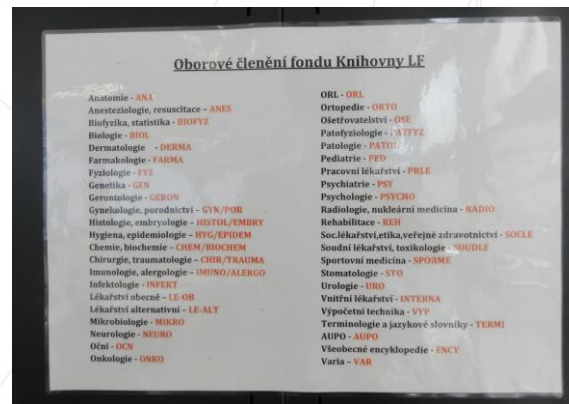 Oborové členění fondu Knihovny LF
Anatomie - ANA
Anesteziologie, resuscitace – ANES
Biofyzika, statistika - BIOFYZ
Biologie - BIOL
Dermatologie - DERMA
Farmakologie - FARMA
Fyziologie - FYZ
Genetika - GEN
Gerontologie - GERON
Gynekologie, porodnictví – GYN/POR
Histologie, embryologie - HISTOL/EMBRY
Hygiena, epidemiologie – HYG/EPIDEM
Chemie, biochemie – CHEM/BIOCHEM
Chirurgie, traumatologie – CHIR/TRAUMA
Imunologie, alergologie - IMUNO/ALERGO
Infektologie - INFEKT
Lékařství obecně – LE-OB
Lékařství alternativní – LE-ALT
Mikrobiologie - MIKRO
Neurologie - NEURO
Oční - OCN
Onkologie - ONKO
ORL - ORL
Ortopedie - ORTO
Ošetřovatelství - OSE
Patofyziologie - PATFYZ
Patologie - PATOL
Pediatrie - PED
Pracovní lékařství - PRLE
Psychiatrie - PSY
Psychologie - PSYCHO
Radiologie, nukleární medicína - RADIO
Rehabilitace - REH
Soc.lékařství,etika,veřejné zdravotnictví - SOCLE
Soudní lékařství, toxikologie - SOUDLE
Sportovní medicína - SPORME
Stomatologie - STO
Urologie - URO
Vnitřní lékařství - INTERNA
Výpočetní technika - VYP
Terminologie a jazykové slovníky - TERMI
AUPO - AUPO
Všeobecné encyklopedie - ENCY
Varia – VAR